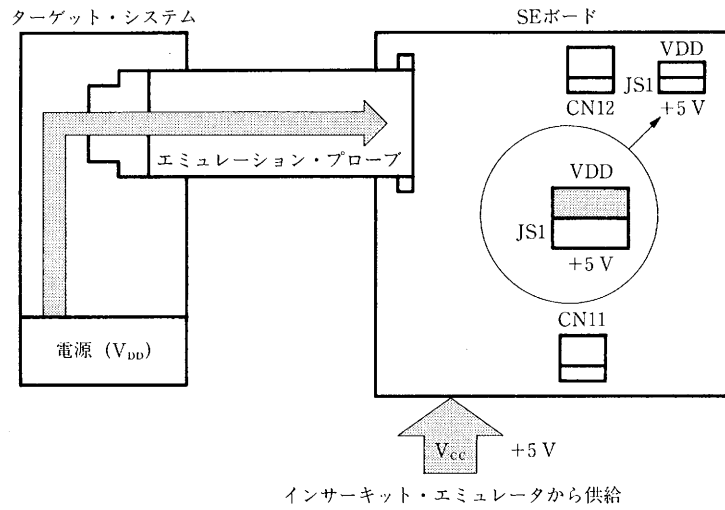 ターゲット・システム
SEボード
VDD
JS1
CN12
+5 V
エミュレーション・プローブ
VDD
JS1
+5 V
CN11
電源 (VDD)
VCC
+5 V
インサーキット・エミュレータから供給